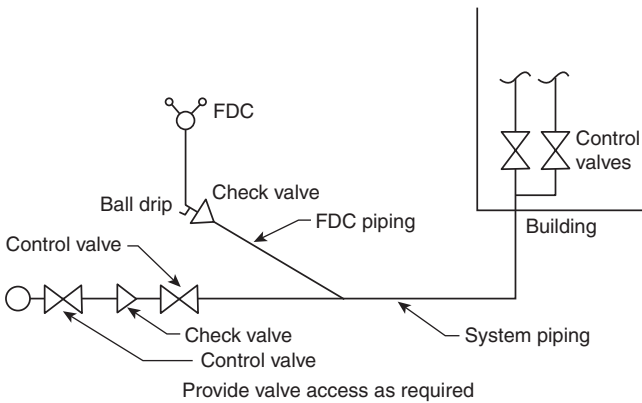 FDC
Control
valves
Check valve
Ball drip
FDC piping
Building
Control valve
Check valve
System piping
Control valve
Provide valve access as required